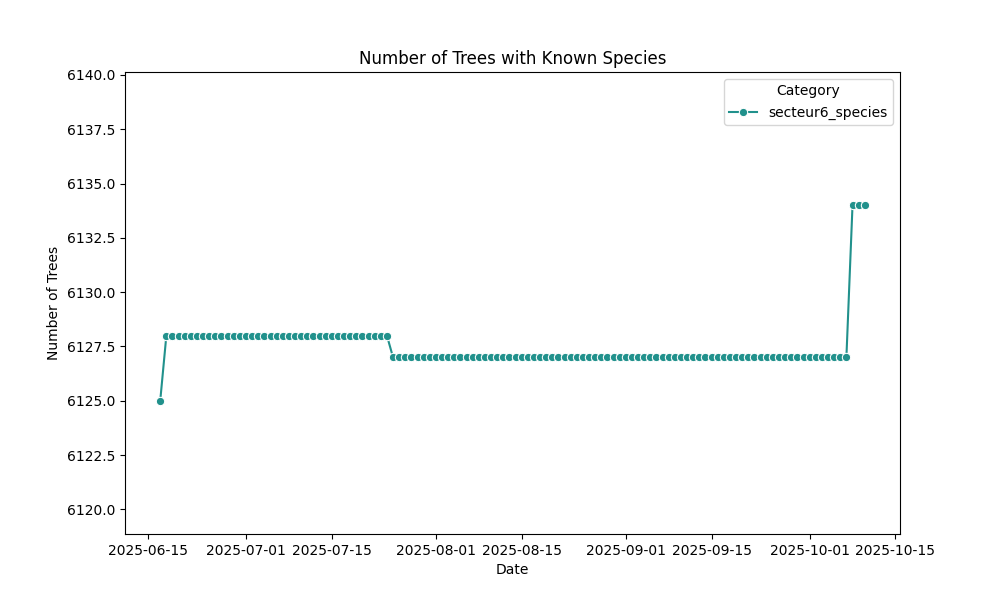 Number of Trees with Known Species
Category
secteur6_species
Number of Trees
6140.0
6137.5
6135.0
6132.5
6130.0
6127.5
6125.0
6122.5
6120.0
2025-06-15 2025-07-01 2025-07-15 2025-08-01 2025-08-15 2025-09-01 2025-09-15 2025-10-01 2025-10-15
Date